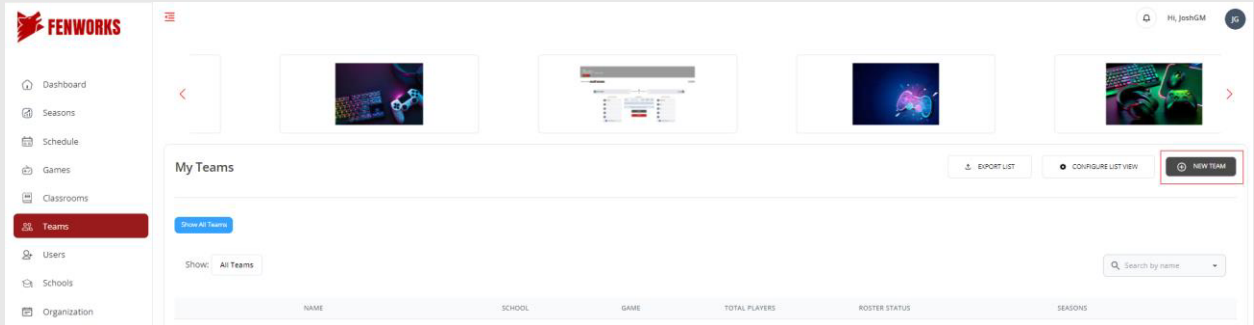 FENWORKS
Hi, JoshGM
JG
Dashboard
Seasons
Schedule
Games
Classrooms
Teams
Users
Schools
Organization
My Teams
EXPORT LIST
CONFIGURE LIST VIEW
NEW TEAM
Show All Teams
Show: All Teams
Search by name
NAME SCHOOL GAME TOTAL PLAYERS ROSTER STATUS SEASONS